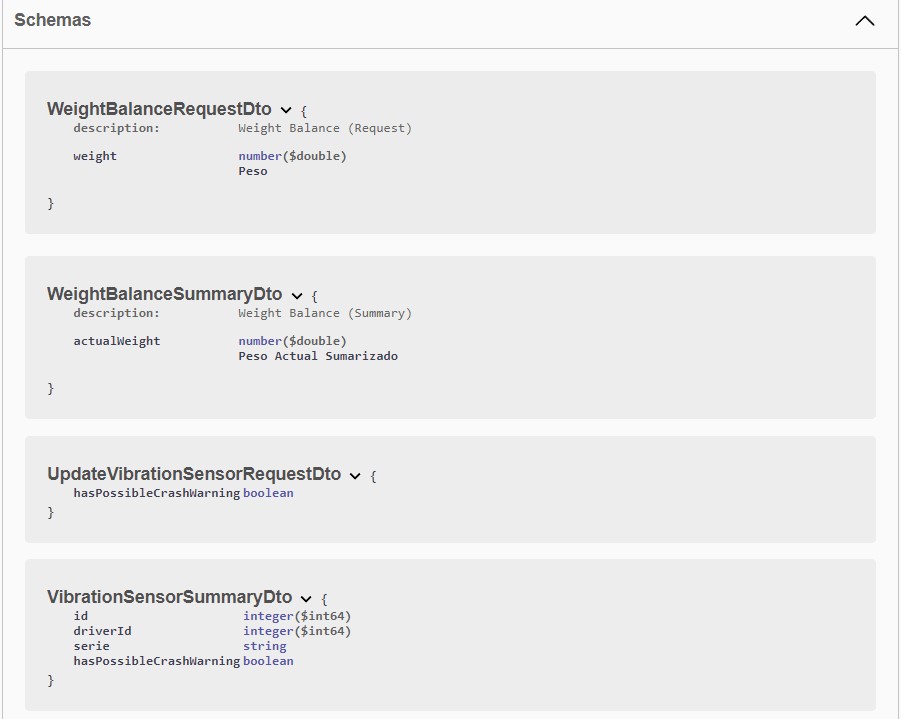 Schemas
WeightBalanceRequestDto {
description: Weight Balance (Request)
weight number($double)
Peso
}
WeightBalanceSummaryDto {
description: Weight Balance (Summary)
actualWeight number($double)
Peso Actual Sumarizado
}
UpdateVibrationSensorRequestDto {
hasPossibleCrashWarning boolean
}
VibrationSensorSummaryDto {
id integer($int64)
driverId integer($int64)
serie string
hasPossibleCrashWarning boolean
}